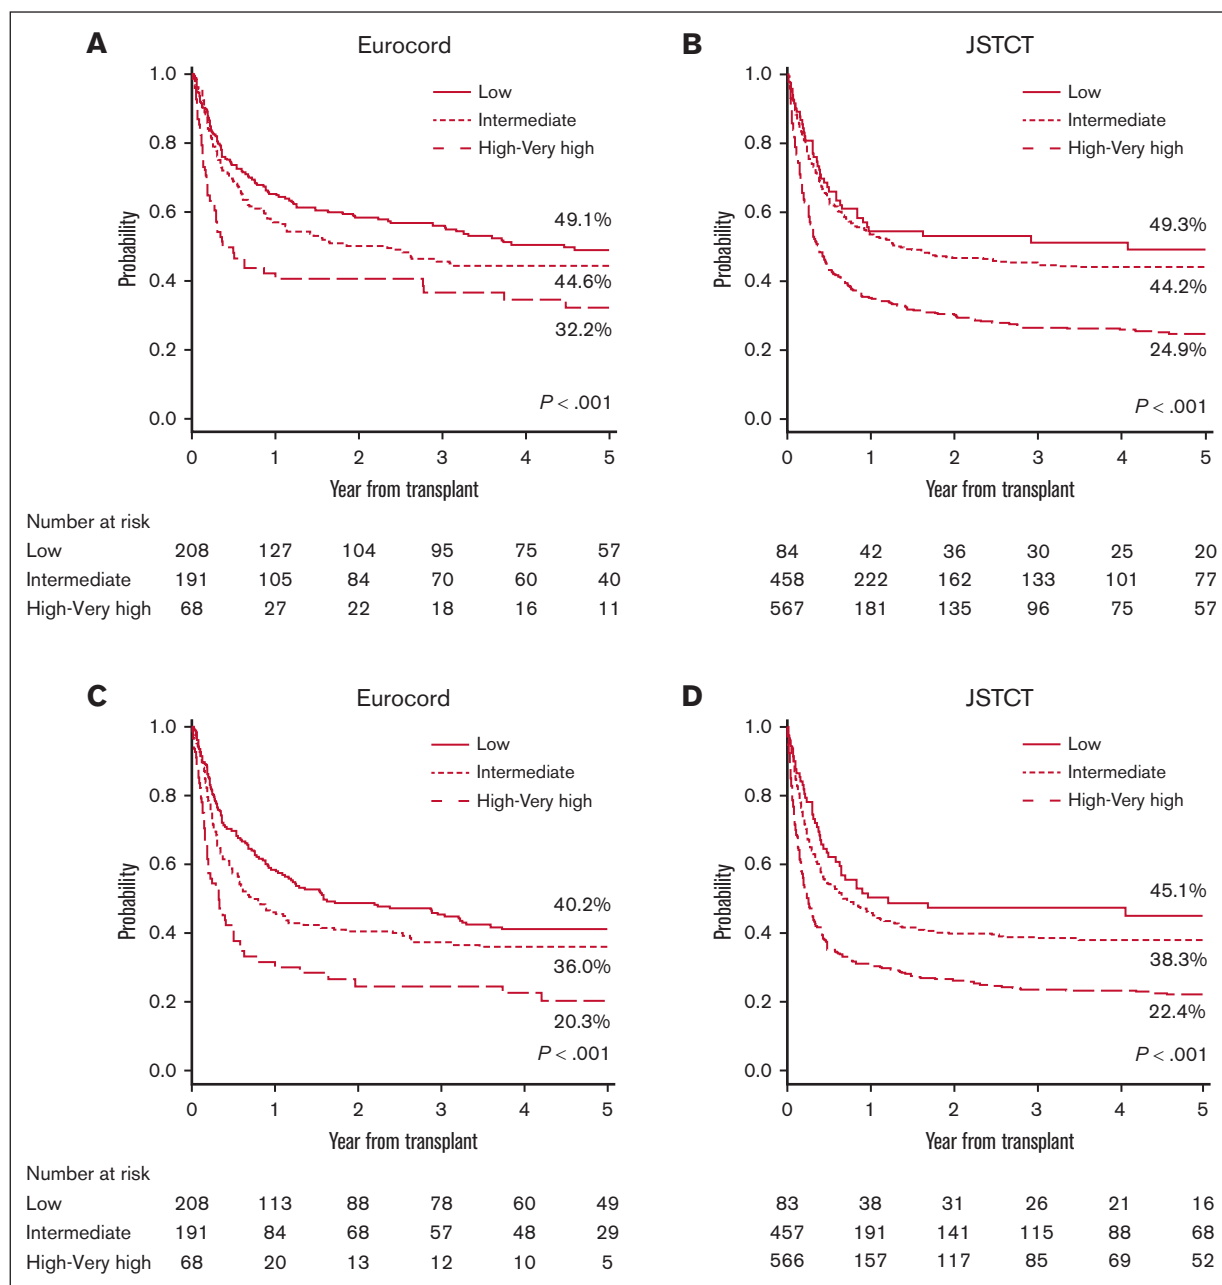 A
Eurocord
1.0
0.8
0.6
0.4
0.2
0.0
Probability
Low
Intermediate
High-Very high
49.1%
44.6%
32.2%
P < .001
0 1 2 3 4 5
Year from transplant
Number at risk
Low 208 127 104 95 75 57
Intermediate 191 105 84 70 60 40
High-Very high 68 27 22 18 16 11
B
JSTCT
1.0
0.8
0.6
0.4
0.2
0.0
Probability
Low
Intermediate
High-Very high
49.3%
44.2%
24.9%
P < .001
0 1 2 3 4 5
Year from transplant
84 42 36 30 25 20
458 222 162 133 101 77
567 181 135 96 75 57
C
Eurocord
1.0
0.8
0.6
0.4
0.2
0.0
Probability
Low
Intermediate
High-Very high
40.2%
36.0%
20.3%
P < .001
0 1 2 3 4 5
Year from transplant
Number at risk
Low 208 113 88 78 60 49
Intermediate 191 84 68 57 48 29
High-Very high 68 20 13 12 10 5
D
JSTCT
1.0
0.8
0.6
0.4
0.2
0.0
Probability
Low
Intermediate
High-Very high
45.1%
38.3%
22.4%
P < .001
0 1 2 3 4 5
Year from transplant
83 38 31 26 21 16
457 191 141 115 88 68
566 157 117 85 69 52